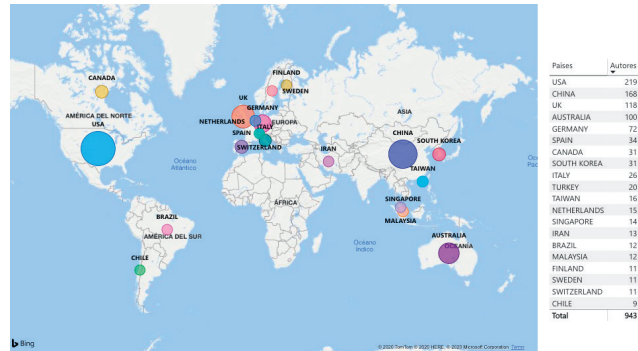 CANADA
FINLAND
SWEDEN
UK
GERMANY
NETHERLANDS
ITALY
EUROPA
SPAIN
SWITZERLAND
AMÉRICA DEL NORTE
USA
ASIA
CHINA
SOUTH KOREA
IRAN
TAIWAN
Océano
Atlántico
ÁFRICA
SINGAPORE
MALAYSIA
BRAZIL
AMÉRICA DEL SUR
CHILE
Océano
Índico
AUSTRALIA
OCEANÍA
Oc
Pac
Bing
© 2020 TomTom © 2020 HERE, © 2020 Microsoft Corporation Terms
Países Autores
USA 219
CHINA 168
UK 118
AUSTRALIA 100
GERMANY 72
SPAIN 34
CANADA 31
SOUTH KOREA 31
ITALY 26
TURKEY 20
TAIWAN 16
NETHERLANDS 15
SINGAPORE 14
IRAN 13
BRAZIL 12
MALAYSIA 12
FINLAND 11
SWEDEN 11
SWITZERLAND 11
CHILE 9
Total 943